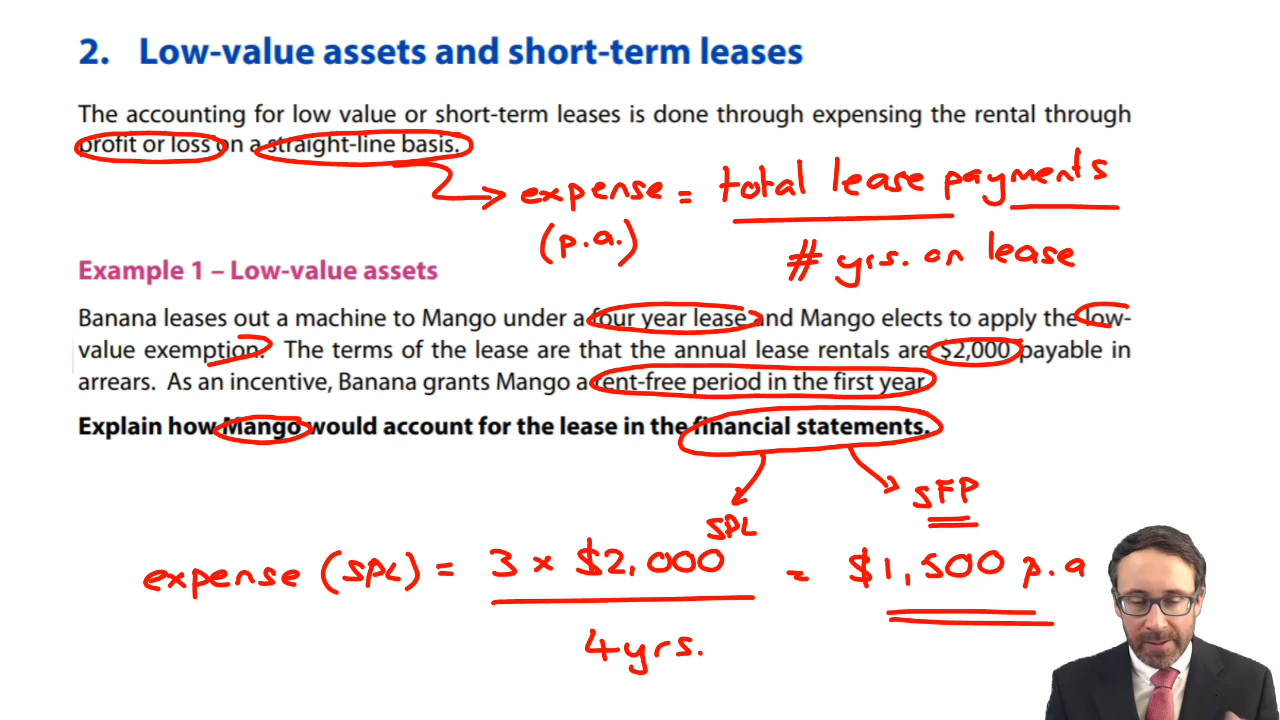 2. Low-value assets and short-term leases
The accounting for low value or short-term leases is done through expensing the rental through
profit or loss on a straight-line basis.
expense = total lease payments
(p.a.) # yrs. on lease
Example 1 – Low-value assets
Banana leases out a machine to Mango under a four year lease and Mango elects to apply the low-
value exemption. The terms of the lease are that the annual lease rentals are $2,000 payable in
arrears. As an incentive, Banana grants Mango a rent-free period in the first year.
Explain how Mango would account for the lease in the financial statements.
SFP
SPL
expense (SPL) = 3 x $2,000 = $1,500 p.a
4 yrs.